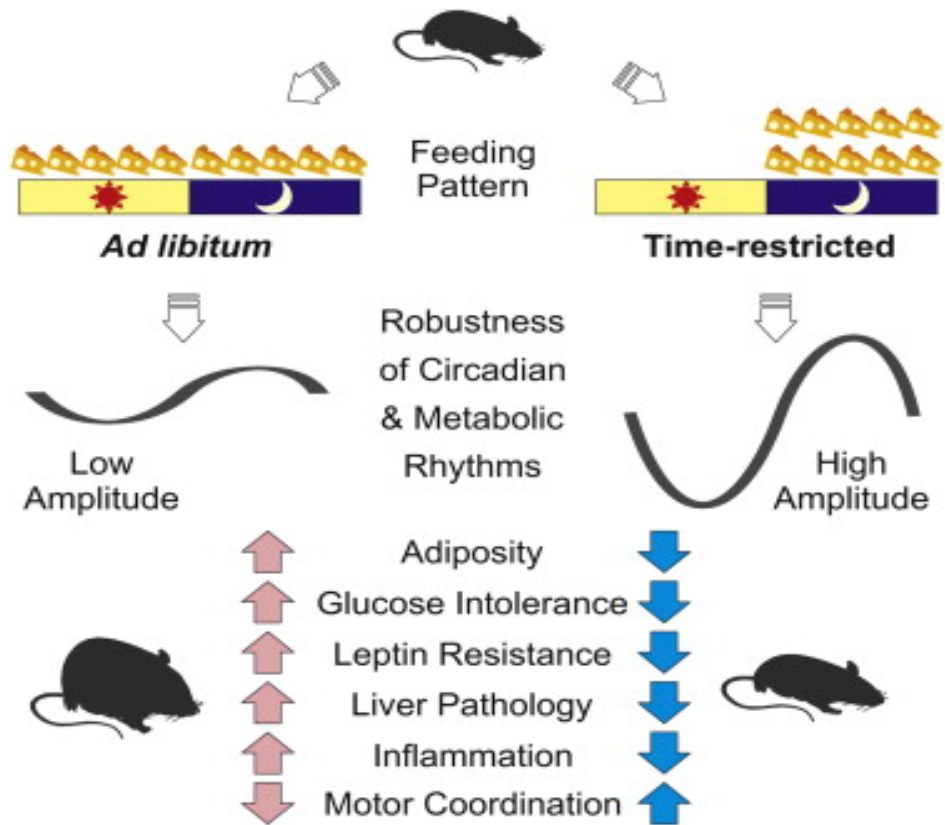 Feeding
Pattern
Ad libitum
Time-restricted
Robustness
of Circadian
& Metabolic
Rhythms
Low
Amplitude
High
Amplitude
Adiposity
Glucose Intolerance
Leptin Resistance
Liver Pathology
Inflammation
Motor Coordination